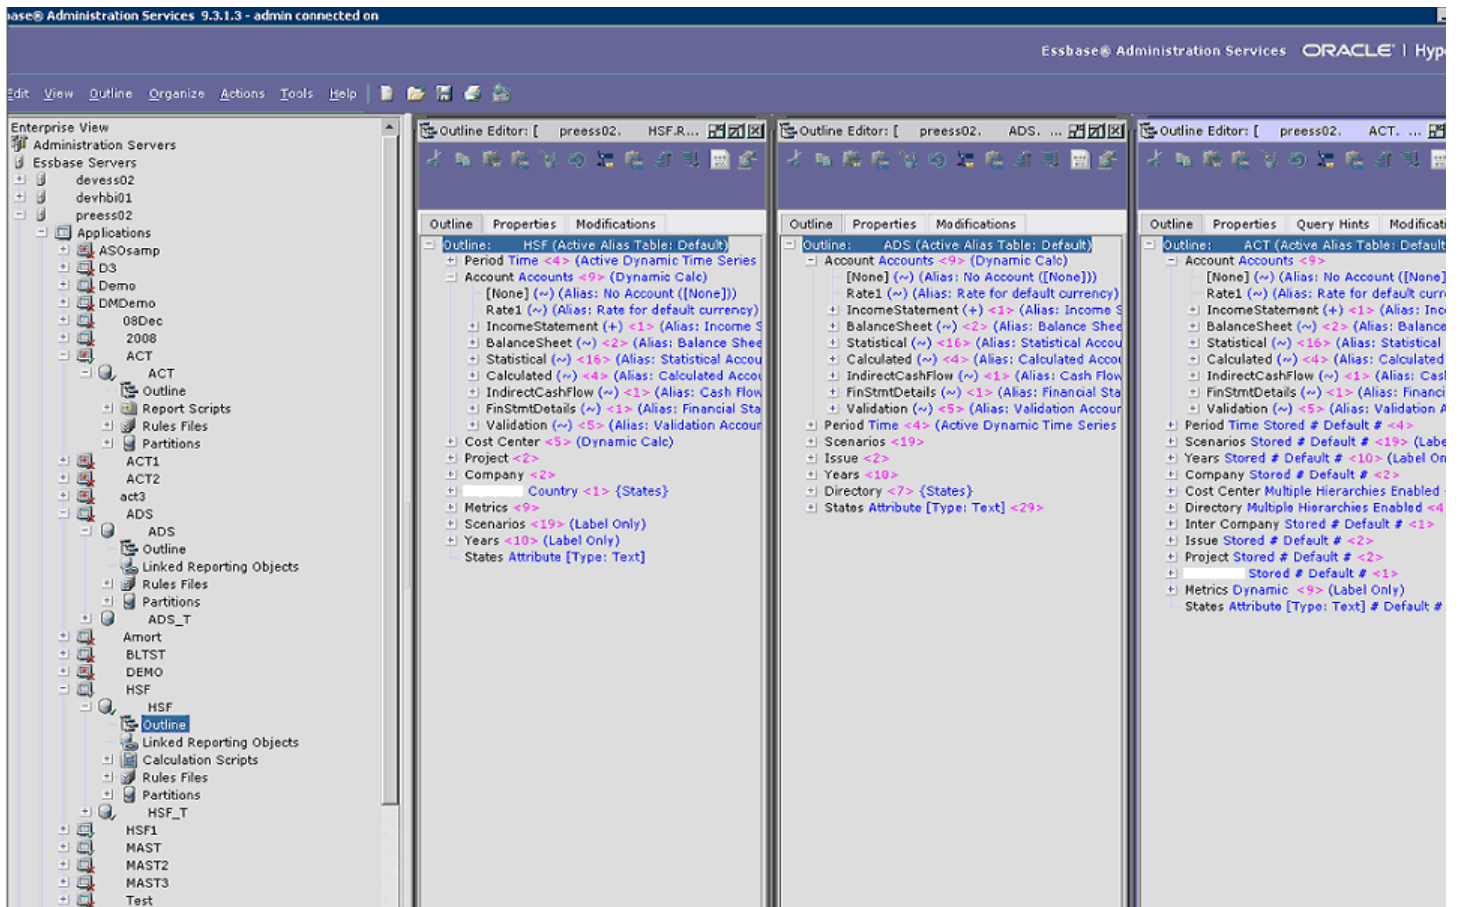 base® Administration Services 9.3.1.3 - admin connected on
Essbase® Administration Services ORACLE' | Hyp
Edit View Outline Organize Actions Tools Help
Enterprise View
Administration Servers
Essbase Servers
devess02
devhbi01
preess02
Applications
ASOsamp
D3
Demo
DMDemo
08Dec
2008
ACT
ACT
Outline
Report Scripts
Rules Files
Partitions
ACT1
ACT2
act3
ADS
ADS
Outline
Linked Reporting Objects
Rules Files
Partitions
ADS_T
Amort
BLTST
DEMO
HSF
HSF
Outline
Linked Reporting Objects
Calculation Scripts
Rules Files
Partitions
HSF_T
HSF1
MAST
MAST2
MAST3
Test
Outline Editor: [ preess02. HSF.R...
Outline Properties Modifications
Outline: HSF (Active Alias Table: Default)
Period Time <4> (Active Dynamic Time Series
Account Accounts <9> (Dynamic Calc)
[None] (~) (Alias: No Account ([None]))
Rate1 (~) (Alias: Rate for default currency)
IncomeStatement (+) <1> (Alias: Income S
BalanceSheet (~) <2> (Alias: Balance Shee
Statistical (~) <16> (Alias: Statistical Accou
Calculated (~) <4> (Alias: Calculated Accou
IndirectCashFlow (~) <1> (Alias: Cash Flow
FinStmtDetails (~) <1> (Alias: Financial Sta
Validation (~) <5> (Alias: Validation Accour
Cost Center <5> (Dynamic Calc)
Project <2>
Company <2>
Country <1> {States}
Metrics <9>
Scenarios <19> (Label Only)
Years <10> (Label Only)
States Attribute [Type: Text]
Outline Editor: [ preess02. ADS. ...
Outline Properties Modifications
Outline: ADS (Active Alias Table: Default)
Account Accounts <9> (Dynamic Calc)
[None] (~) (Alias: No Account ([None]))
Rate1 (~) (Alias: Rate for default currency)
IncomeStatement (+) <1> (Alias: Income S
BalanceSheet (~) <2> (Alias: Balance Shee
Statistical (~) <16> (Alias: Statistical Accou
Calculated (~) <4> (Alias: Calculated Accou
IndirectCashFlow (~) <1> (Alias: Cash Flow
FinStmtDetails (~) <1> (Alias: Financial Sta
Validation (~) <5> (Alias: Validation Accour
Period Time <4> (Active Dynamic Time Series
Scenarios <19>
Issue <2>
Years <10>
Directory <7> {States}
States Attribute [Type: Text] <29>
Outline Editor: [ preess02. ACT. ...
Outline Properties Query Hints Modificati
Outline: ACT (Active Alias Table: Default
Account Accounts <9>
[None] (~) (Alias: No Account ([None]
Rate1 (~) (Alias: Rate for default curr
IncomeStatement (+) <1> (Alias: Inc
BalanceSheet (~) <2> (Alias: Balance
Statistical (~) <16> (Alias: Statistical
Calculated (~) <4> (Alias: Calculated
IndirectCashFlow (~) <1> (Alias: Casl
FinStmtDetails (~) <1> (Alias: Financi
Validation (~) <5> (Alias: Validation A
Period Time Stored # Default # <4>
Scenarios Stored # Default # <19> (Labe
Years Stored # Default # <10> (Label On
Company Stored # Default # <2>
Cost Center Multiple Hierarchies Enabled
Directory Multiple Hierarchies Enabled <4
Inter Company Stored # Default # <1>
Issue Stored # Default # <2>
Project Stored # Default # <2>
Stored # Default # <1>
Metrics Dynamic <9> (Label Only)
States Attribute [Type: Text] # Default #